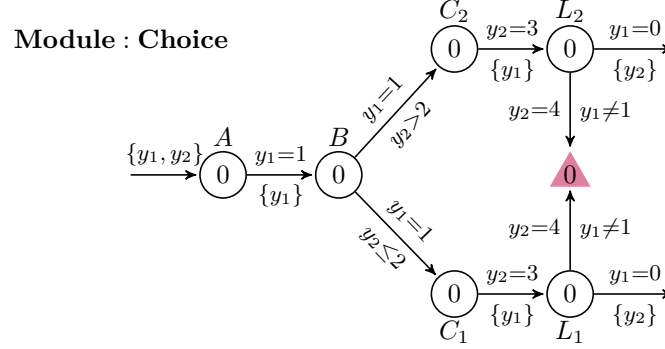 C₂
y₂=3
L₂
y₁=0
Module : Choice
0
{y₁}
0
{y₂}
y₁=1
y₂>2
y₂=4
y₁≠1
{y₁, y₂}
A
y₁=1
B
0
0
0
{y₁}
y₁=1
y₂≤2
y₂=4
y₁≠1
y₂=3
y₁=0
0
{y₁}
0
{y₂}
C₁
L₁